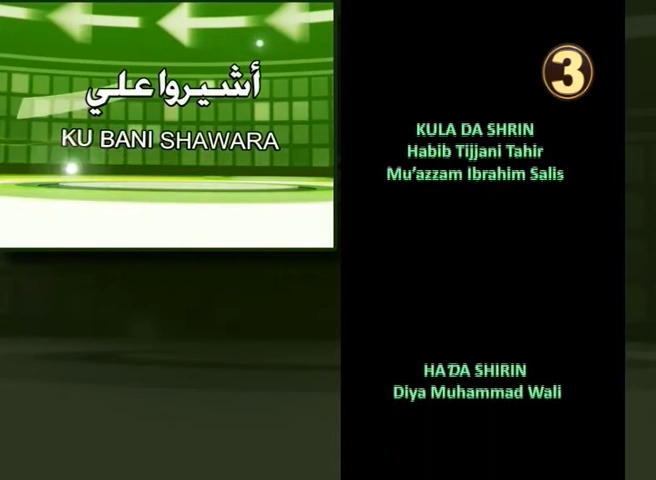 أشيروا علي
KU BANI SHAWARA
3
KULA DA SHRIN
Habib Tijjani Tahir
Mu'azzam Ibrahim Salis
HAƊA SHIRIN
Diya Muhammad Wali